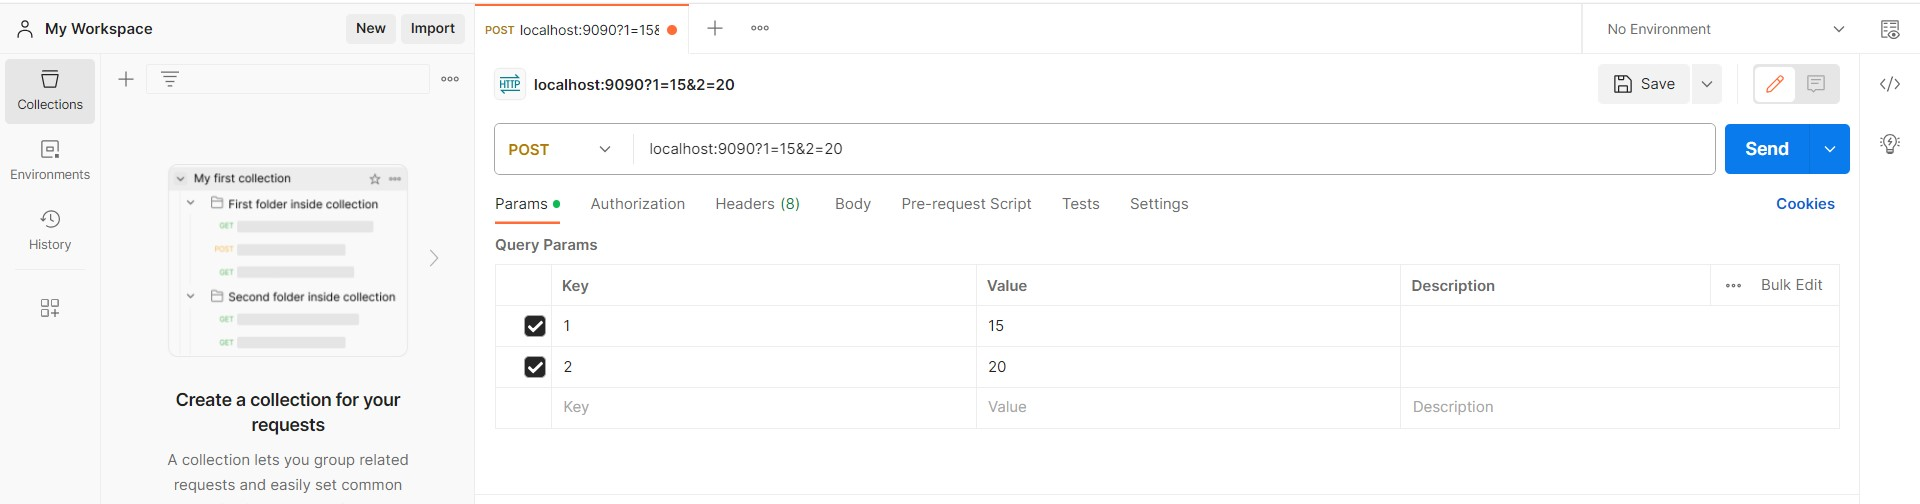 My Workspace
New
Import
POST localhost:9090?1=15&
No Environment
Collections
Environments
History
My first collection
First folder inside collection
GET
POST
GET
Second folder inside collection
GET
GET
Create a collection for your
requests
A collection lets you group related
requests and easily set common
HTTP
localhost:9090?1=15&2=20
Save
POST
localhost:9090?1=15&2=20
Send
Params
Authorization
Headers (8)
Body
Pre-request Script
Tests
Settings
Cookies
Query Params
Key Value Description Bulk Edit
1 15
2 20
Key Value Description